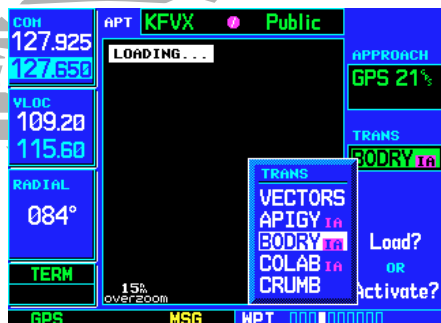 COM
127.925
127.650
VLOC
109.20
115.60
RADIAL
084°
TERM
GPS
APT KFVX Public
LOADING...
15
overzoom
MSG
WPT
APPROACH
GPS 21
TRANS
BODRY IA
TRANS
VECTORS
APIGY IA
BODRY IA
COLAB IA
CRUMB
Load?
OR
Activate?